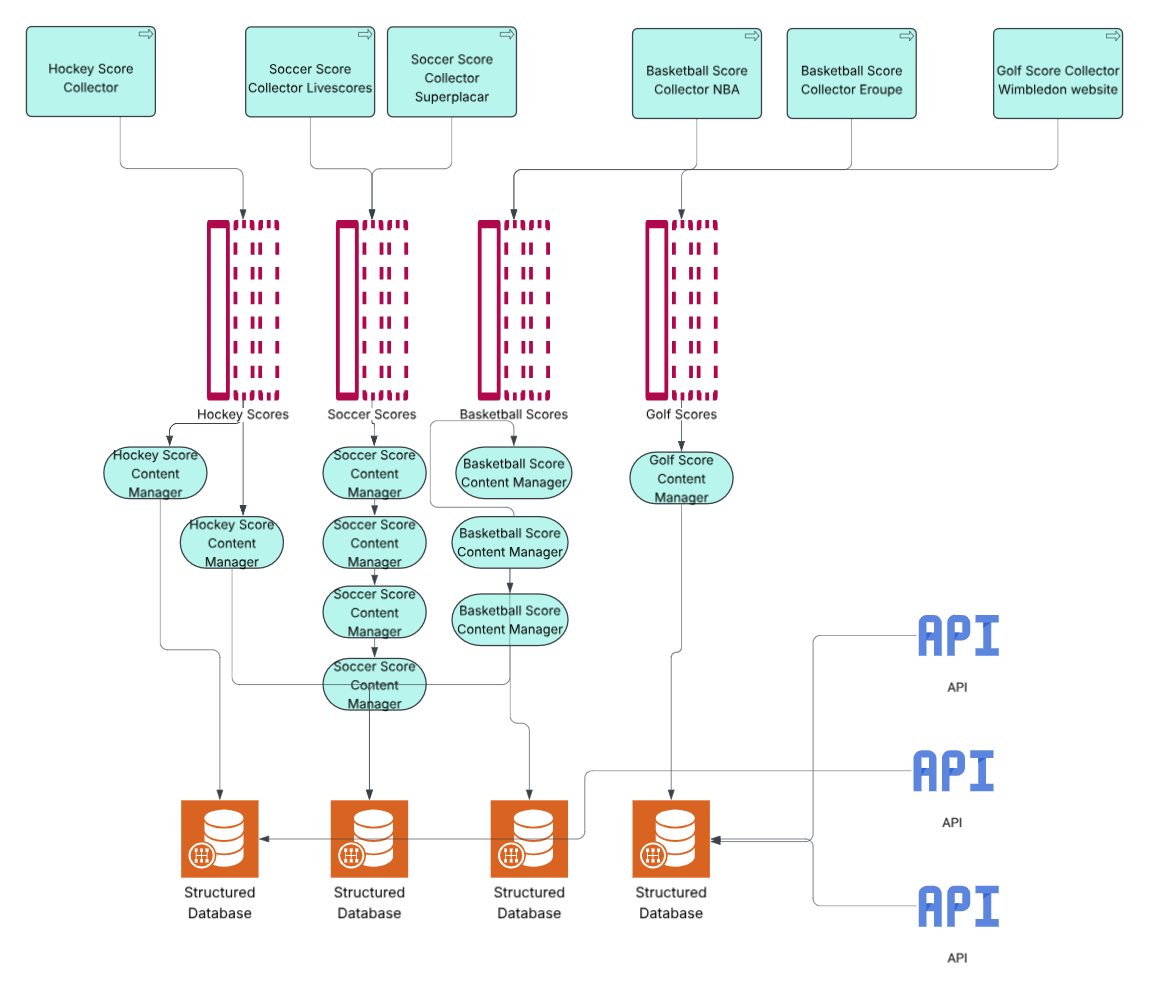 Hockey Score
Collector
Soccer Score
Collector Livescores
Soccer Score
Collector
Superplacar
Basketball Score
Collector NBA
Basketball Score
Collector Eroupe
Golf Score Collector
Wimbledon website
Hockey Scores
Soccer Scores
Basketball Scores
Golf Scores
Hockey Score
Content
Manager
Soccer Score
Content
Manager
Basketball Score
Content Manager
Golf Score
Content
Manager
Hockey Score
Content
Manager
Soccer Score
Content
Manager
Basketball Score
Content Manager
Soccer Score
Content
Manager
Basketball Score
Content Manager
Soccer Score
Content
Manager
API
API
API
API
API
API
Structured
Database
Structured
Database
Structured
Database
Structured
Database